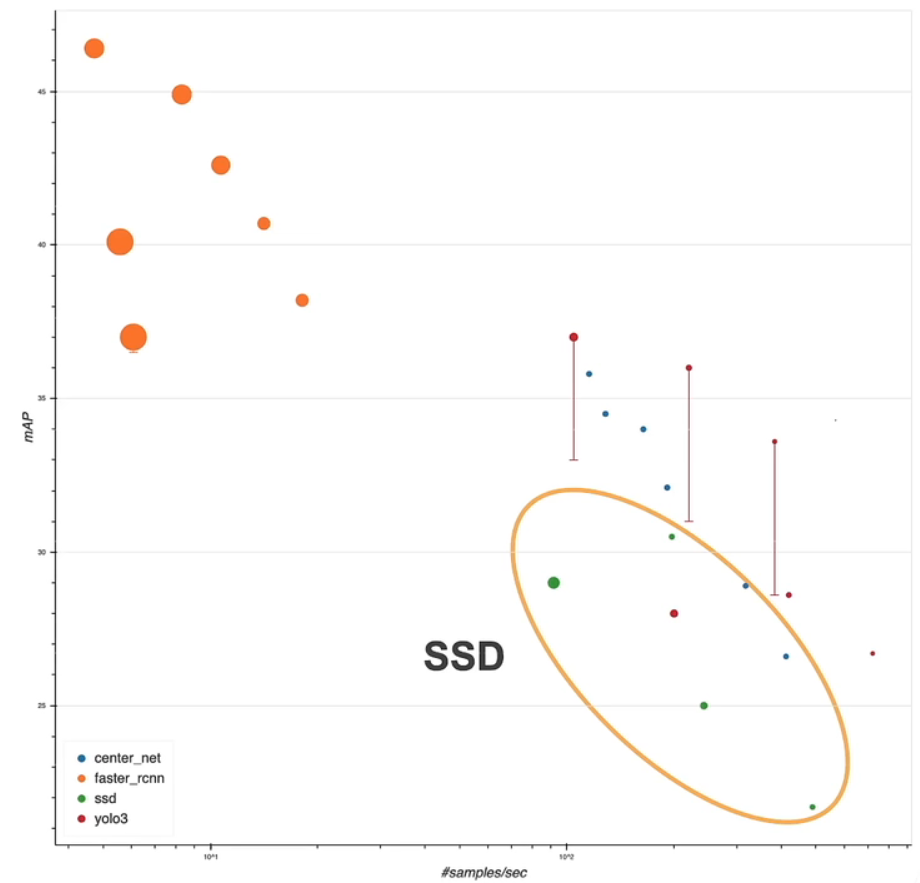 45
40
35
mAP
30
SSD
25
center_net
faster_rcnn
ssd
yolo3
10^1
10^2
#samples/sec